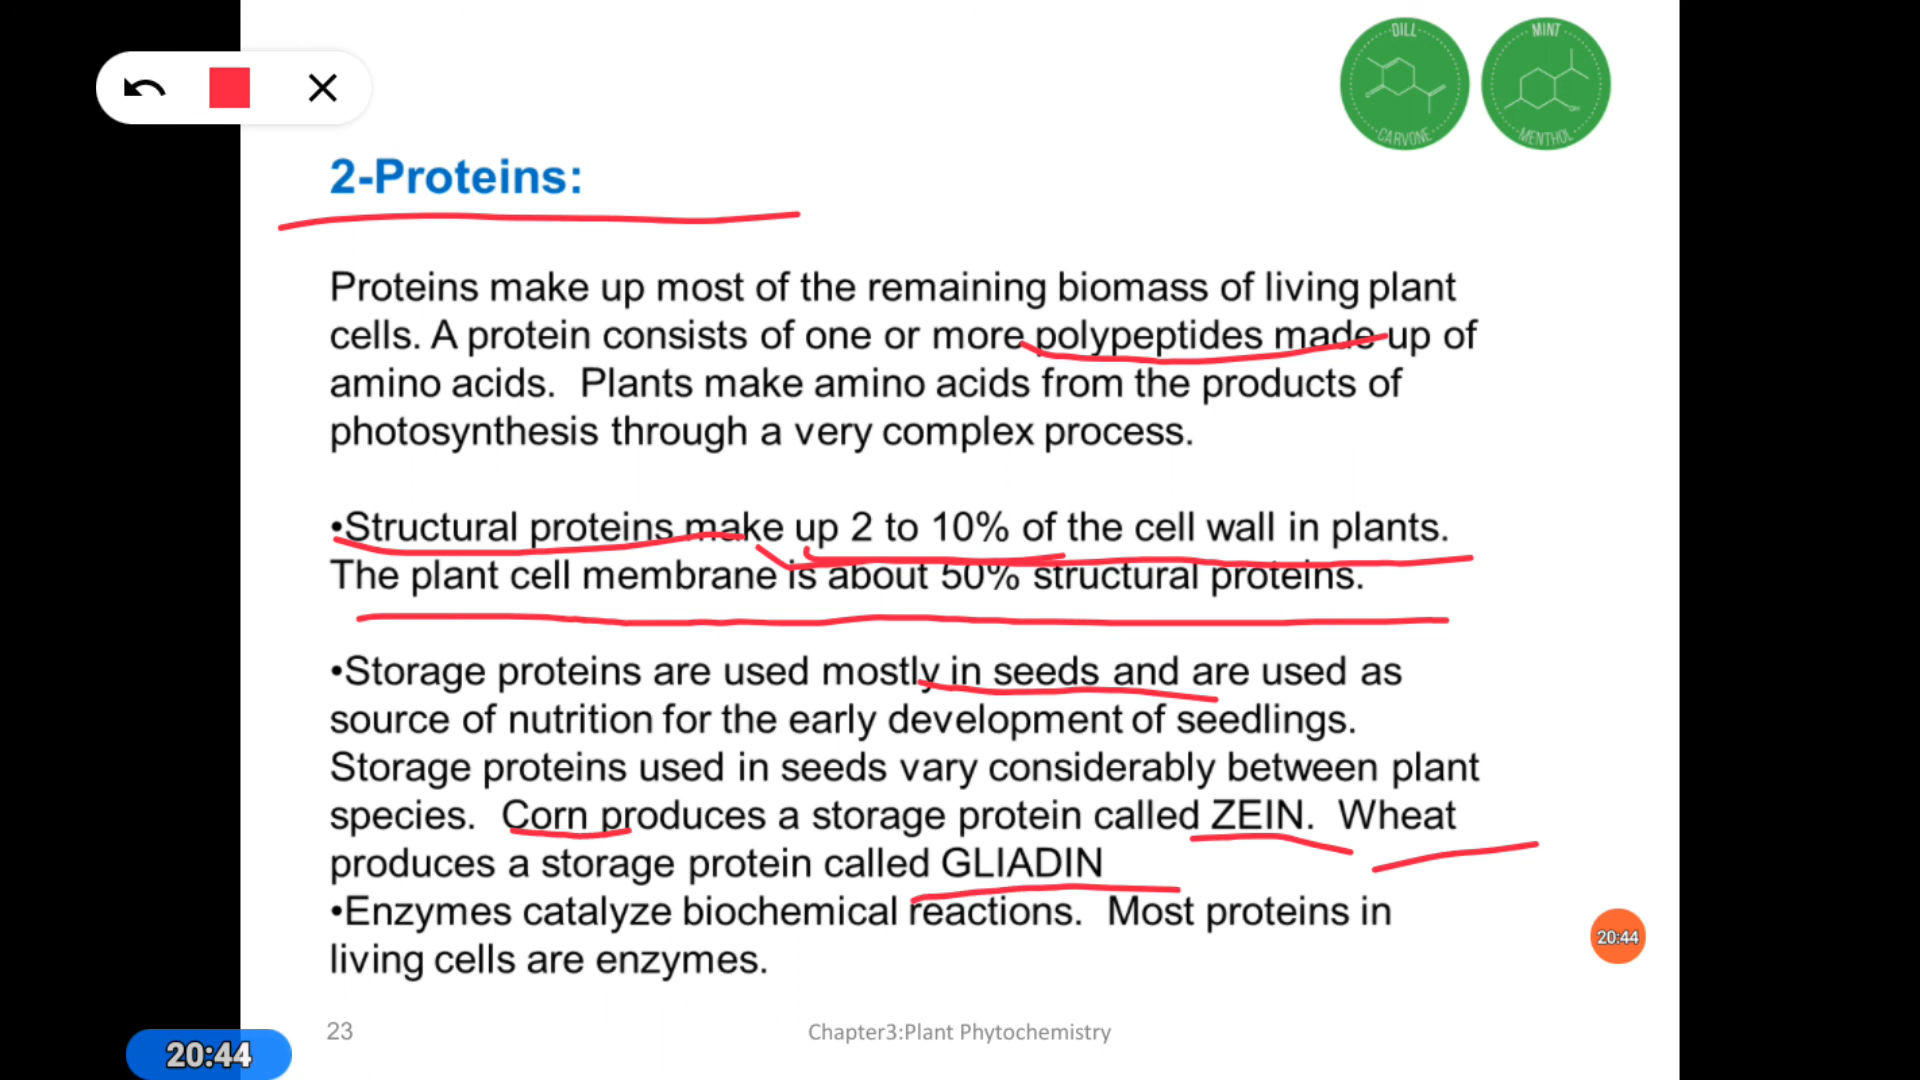 DILL
CARVONE
MINT
OH
MENTHOL
2-Proteins:
Proteins make up most of the remaining biomass of living plant
cells. A protein consists of one or more polypeptides made up of
amino acids. Plants make amino acids from the products of
photosynthesis through a very complex process.
•Structural proteins make up 2 to 10% of the cell wall in plants.
The plant cell membrane is about 50% structural proteins.
•Storage proteins are used mostly in seeds and are used as
source of nutrition for the early development of seedlings.
Storage proteins used in seeds vary considerably between plant
species. Corn produces a storage protein called ZEIN. Wheat
produces a storage protein called GLIADIN
•Enzymes catalyze biochemical reactions. Most proteins in
living cells are enzymes.
20:44
23
Chapter3:Plant Phytochemistry
20:44